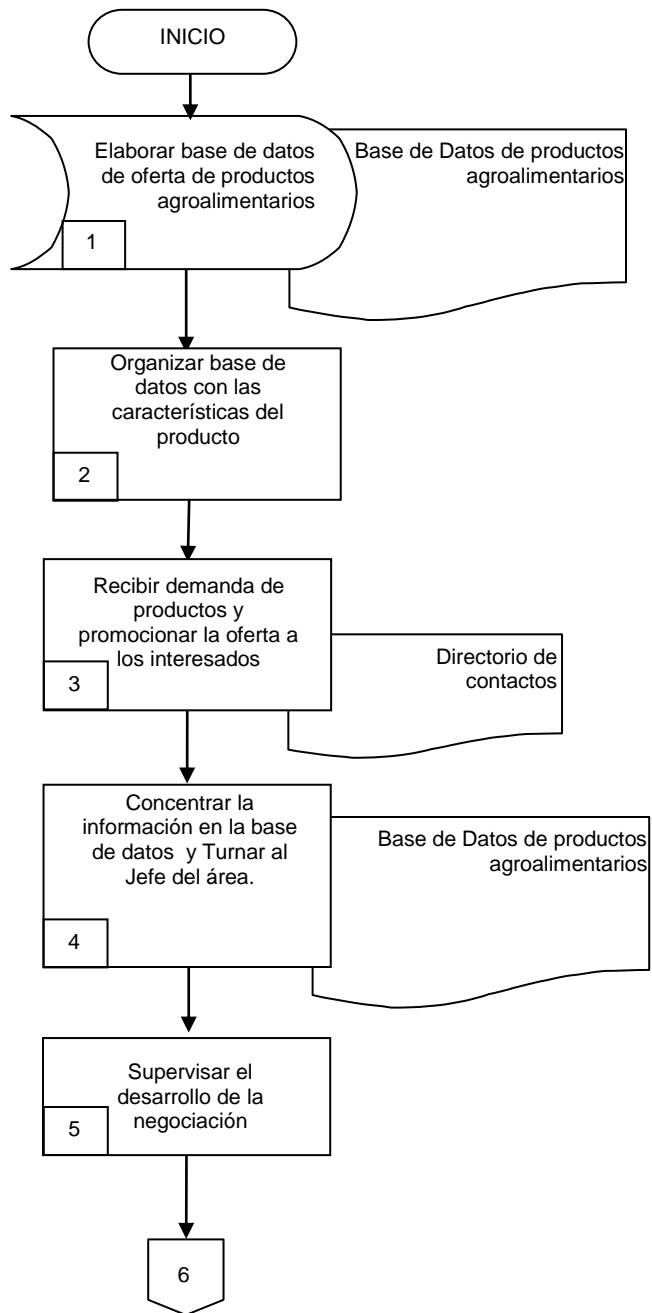 INICIO
Elaborar base de datos
de oferta de productos
agroalimentarios
1
Base de Datos de productos
agroalimentarios
Organizar base de
datos con las
características del
producto
2
Recibir demanda de
productos y
promocionar la oferta a
los interesados
3
Directorio de
contactos
Concentrar la
información en la base
de datos y Turnar al
Jefe del área.
4
Base de Datos de productos
agroalimentarios
Supervisar el
desarrollo de la
negociación
5
6